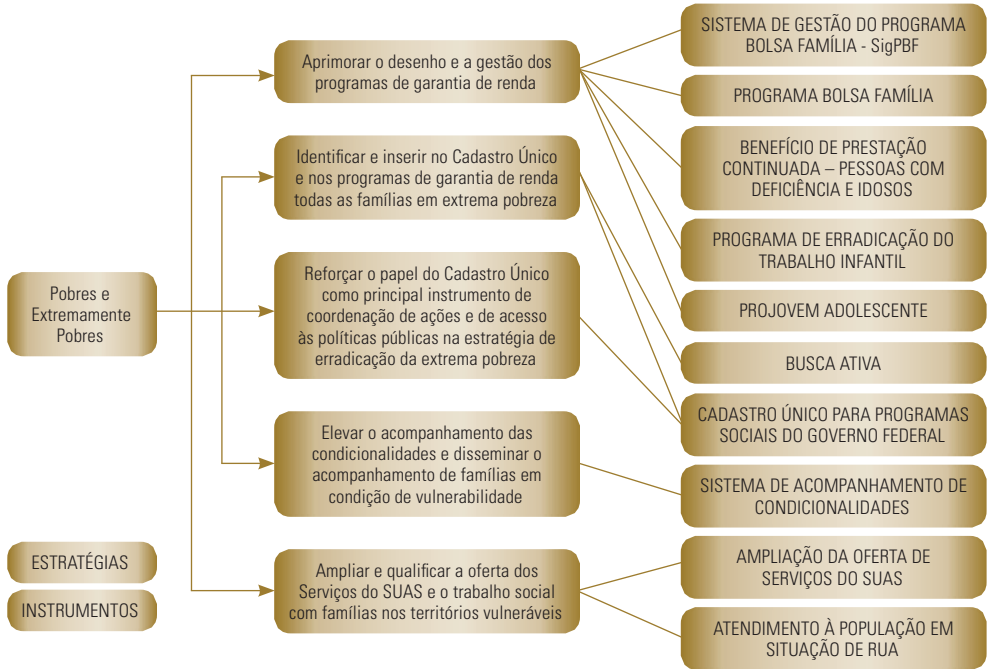 Pobres e
Extremamente
Pobres
ESTRATÉGIAS
INSTRUMENTOS
Aprimorar o desenho e a gestão dos
programas de garantia de renda
Identificar e inserir no Cadastro Único
e nos programas de garantia de renda
todas as famílias em extrema pobreza
Reforçar o papel do Cadastro Único
como principal instrumento de
coordenação de ações e de acesso
às políticas públicas na estratégia de
erradicação da extrema pobreza
Elevar o acompanhamento das
condicionalidades e disseminar o
acompanhamento de famílias em
condição de vulnerabilidade
Ampliar e qualificar a oferta dos
Serviços do SUAS e o trabalho social
com famílias nos territórios vulneráveis
SISTEMA DE GESTÃO DO PROGRAMA
BOLSA FAMÍLIA - SigPBF
PROGRAMA BOLSA FAMÍLIA
BENEFÍCIO DE PRESTAÇÃO
CONTINUADA – PESSOAS COM
DEFICIÊNCIA E IDOSOS
PROGRAMA DE ERRADICAÇÃO DO
TRABALHO INFANTIL
PROJOVEM ADOLESCENTE
BUSCA ATIVA
CADASTRO ÚNICO PARA PROGRAMAS
SOCIAIS DO GOVERNO FEDERAL
SISTEMA DE ACOMPANHAMENTO DE
CONDICIONALIDADES
AMPLIAÇÃO DA OFERTA DE
SERVIÇOS DO SUAS
ATENDIMENTO À POPULAÇÃO EM
SITUAÇÃO DE RUA